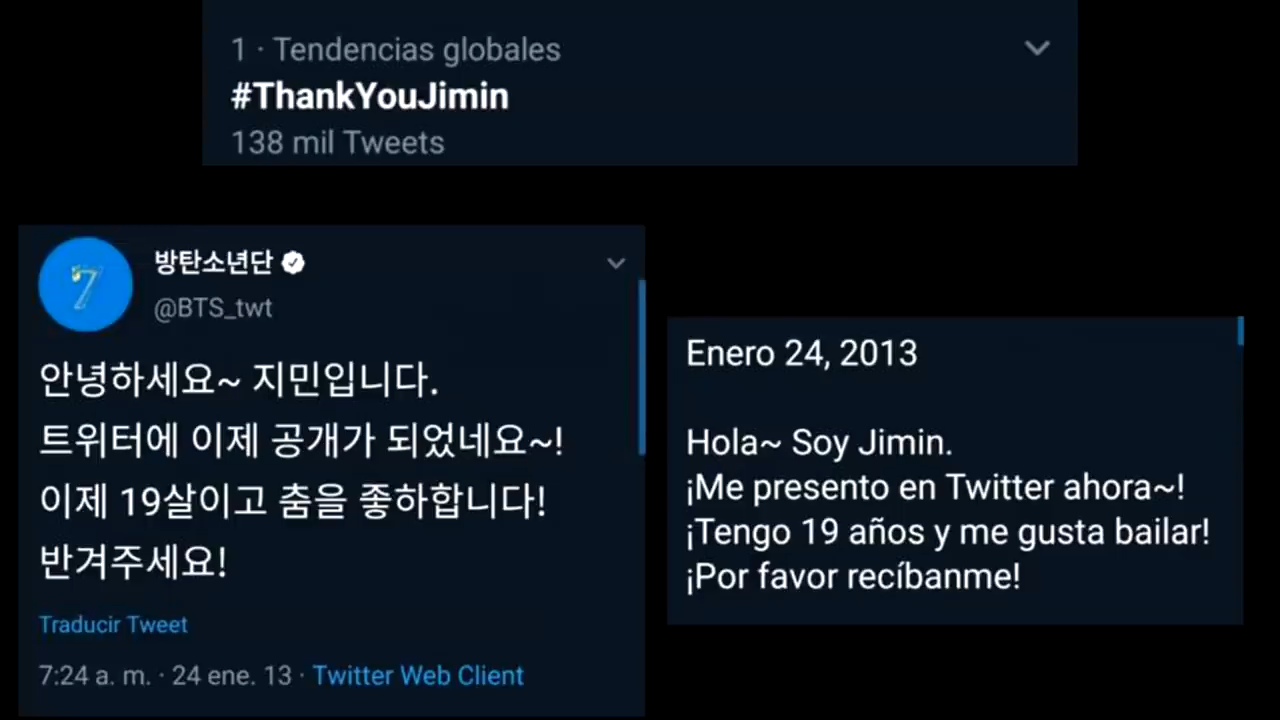 1 · Tendencias globales
#ThankYouJimin
138 mil Tweets
7
방탄소년단
@BTS_twt
안녕하세요~ 지민입니다.
트위터에 이제 공개가 되었네요~!
이제 19살이고 춤을 좋하합니다!
반겨주세요!
Traducir Tweet
7:24 a. m. · 24 ene. 13 · Twitter Web Client
Enero 24, 2013
Hola~ Soy Jimin.
¡Me presento en Twitter ahora~!
¡Tengo 19 años y me gusta bailar!
¡Por favor recíbanme!